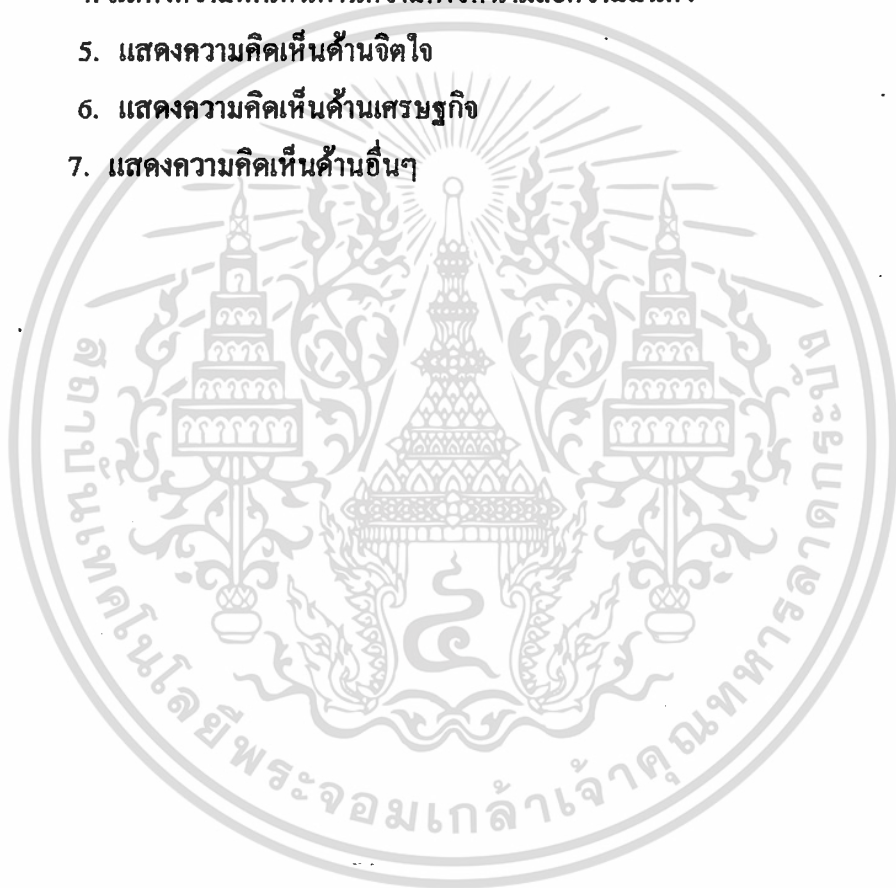 5. แสดงความคิดเห็นด้านจิตใจ
6. แสดงความคิดเห็นด้านเศรษฐกิจ
7. แสดงความคิดเห็นด้านอื่นๆ
สถาบันเทคโนโลยีพระจอมเกล้าเจ้าคุณทหารลาดกระบัง
๔